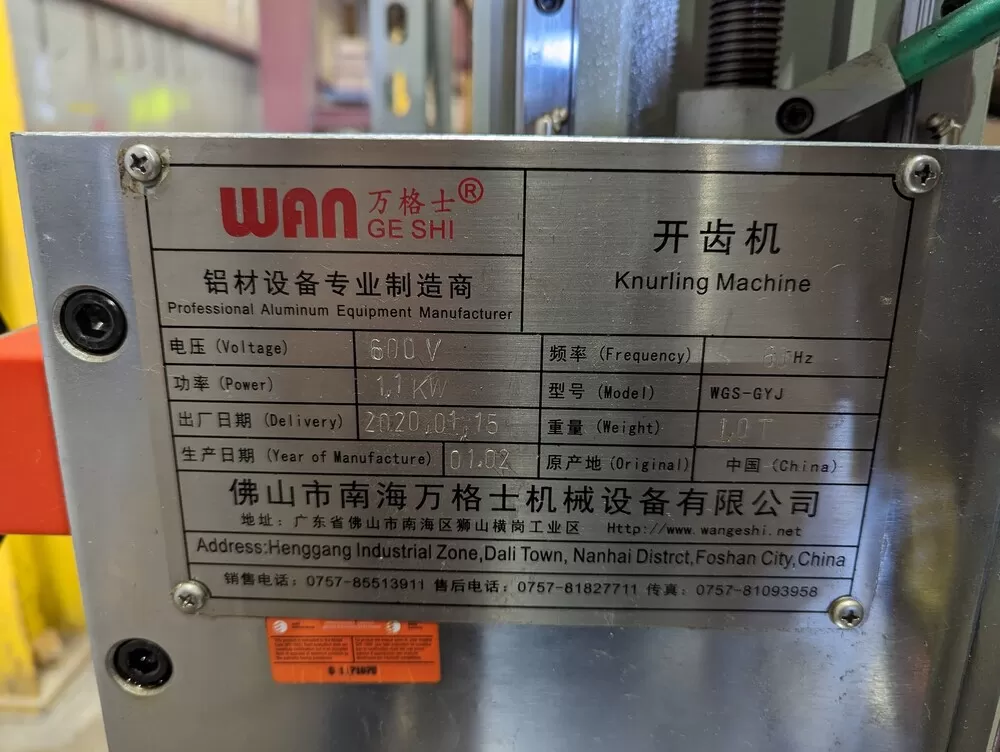 WAN 万格士®
GE SHI
铝材设备专业制造商
Professional Aluminum Equipment Manufacturer
开齿机
Knurling Machine
电压 (Voltage) 600 V 频率 (Frequency) Hz
功率 (Power) 1.1 KW 型号 (Model) WGS-GYJ
出厂日期 (Delivery) 2020.01.15 重量 (Weight) 1.0 T
生产日期 (Year of Manufacture) 01.02 原产地 (Original) 中国 (China)
佛山市南海万格士机械设备有限公司
地址: 广东省佛山市南海区狮山横岗工业区 Http://www.wangeshi.net
Address:Henggang Industrial Zone,Dali Town, Nanhai Distrct,Foshan City,China
销售电话: 0757-85513911 售后电话: 0757-81827711 传真: 0757-81093958